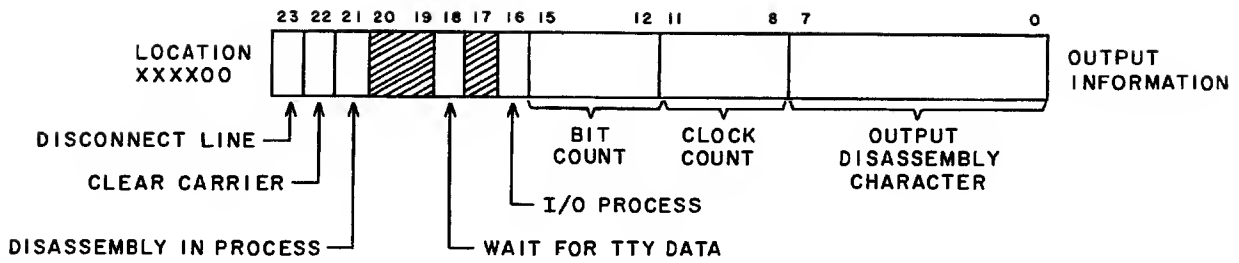 23 22 21 20 19 18 17 16 15 12 11 8 7 0
LOCATION
XXXX00
OUTPUT
INFORMATION
DISCONNECT LINE
BIT
COUNT
CLOCK
COUNT
OUTPUT
DISASSEMBLY
CHARACTER
CLEAR CARRIER
I/O PROCESS
DISASSEMBLY IN PROCESS
WAIT FOR TTY DATA